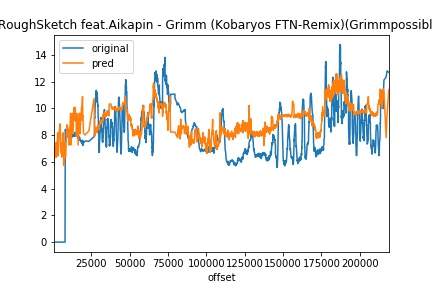 RoughSketch feat.Aikapin - Grimm (Kobaryos FTN-Remix)(Grimmpossibl
original
pred
14
12
10
8
6
4
2
0
25000 50000 75000 100000 125000 150000 175000 200000
offset